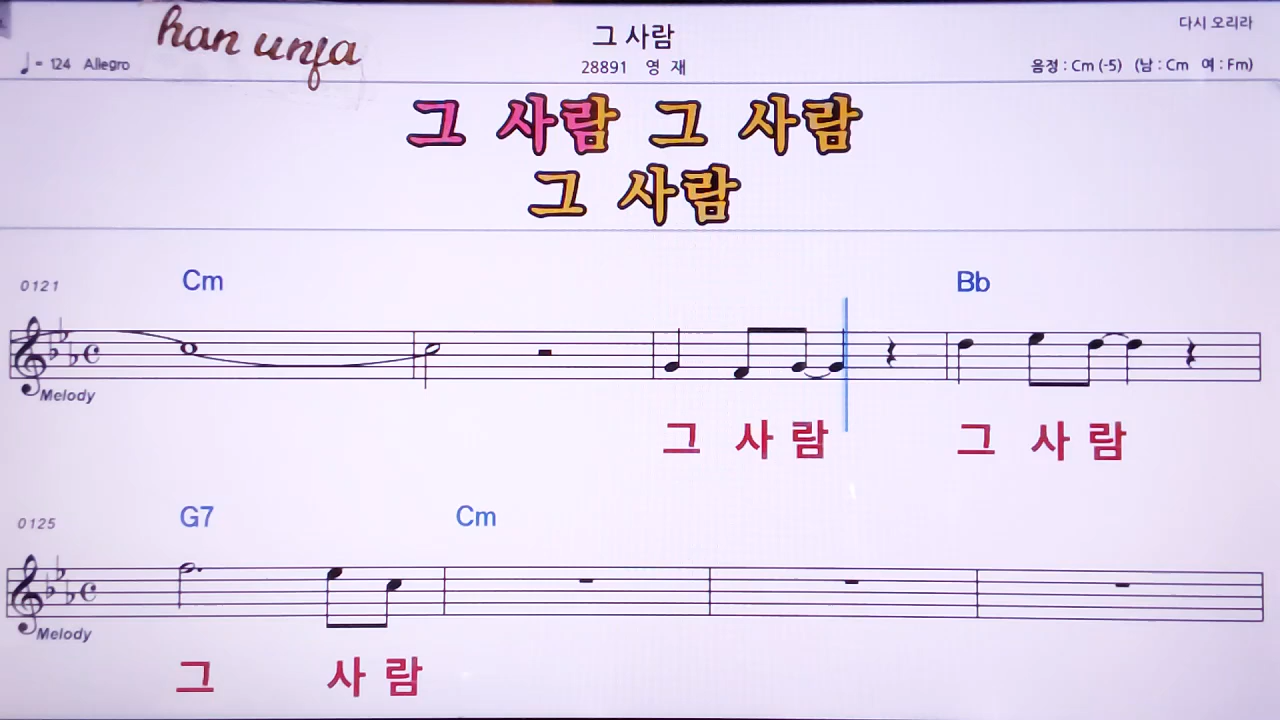 han unja
그 사람
다시 오리라
♩= 124 Allegro
28891 영 재
음정 : Cm (-5) (남 : Cm 여 : Fm)
그 사람 그 사람
그 사람
0121 Cm Bb
Melody
그 사 람 그 사 람
0125 G7 Cm
Melody
그 사 람